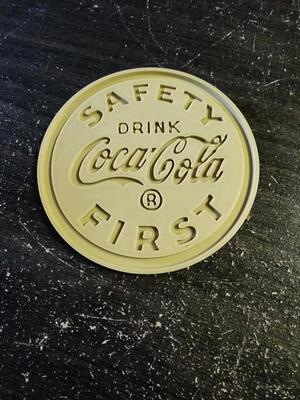 SAFETY
DRINK
Coca-Cola
®
FIRST